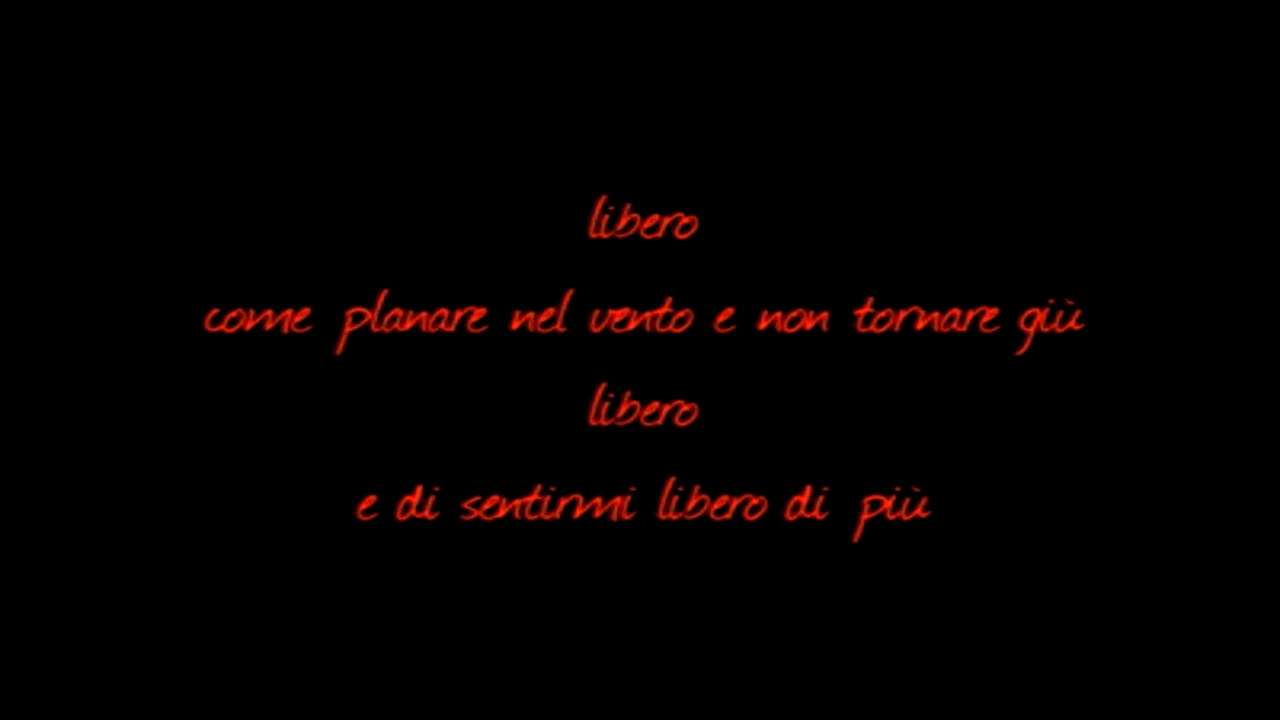 libero
come planare nel vento e non tornare giù
libero
e di sentirmi libero di più